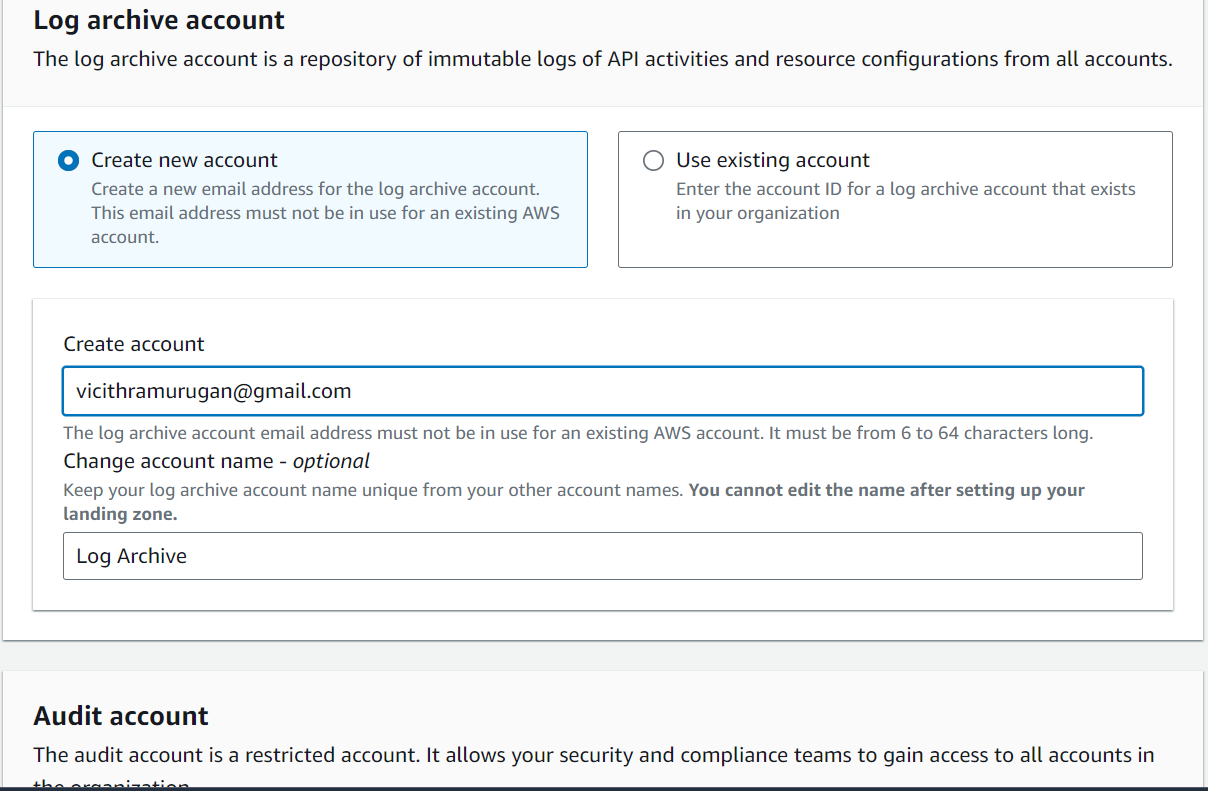 Log archive account
The log archive account is a repository of immutable logs of API activities and resource configurations from all accounts.
Create new account
Create a new email address for the log archive account.
This email address must not be in use for an existing AWS
account.
Use existing account
Enter the account ID for a log archive account that exists
in your organization
Create account
vicithramurugan@gmail.com
The log archive account email address must not be in use for an existing AWS account. It must be from 6 to 64 characters long.
Change account name - optional
Keep your log archive account name unique from your other account names. You cannot edit the name after setting up your
landing zone.
Log Archive
Audit account
The audit account is a restricted account. It allows your security and compliance teams to gain access to all accounts in
the organization